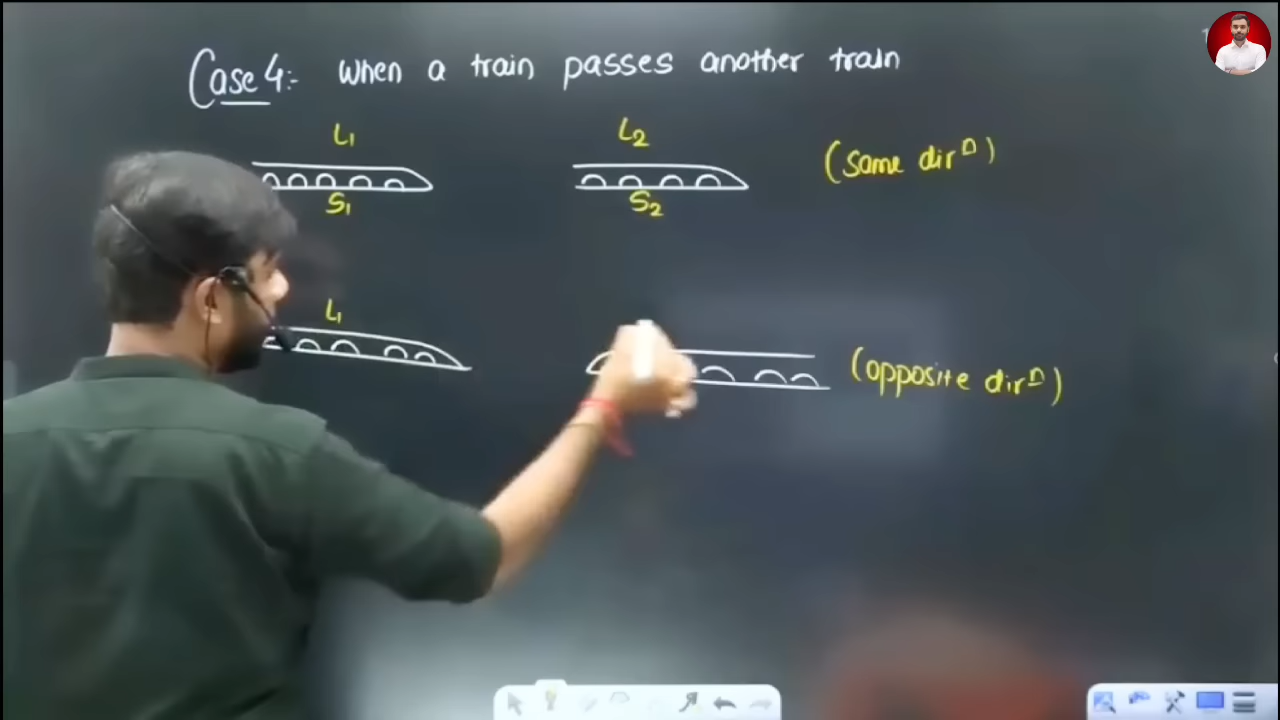 Case 4:- When a train passes another train
L1 L2 (same dirⁿ)
S1 S2
L1
(opposite dirⁿ)